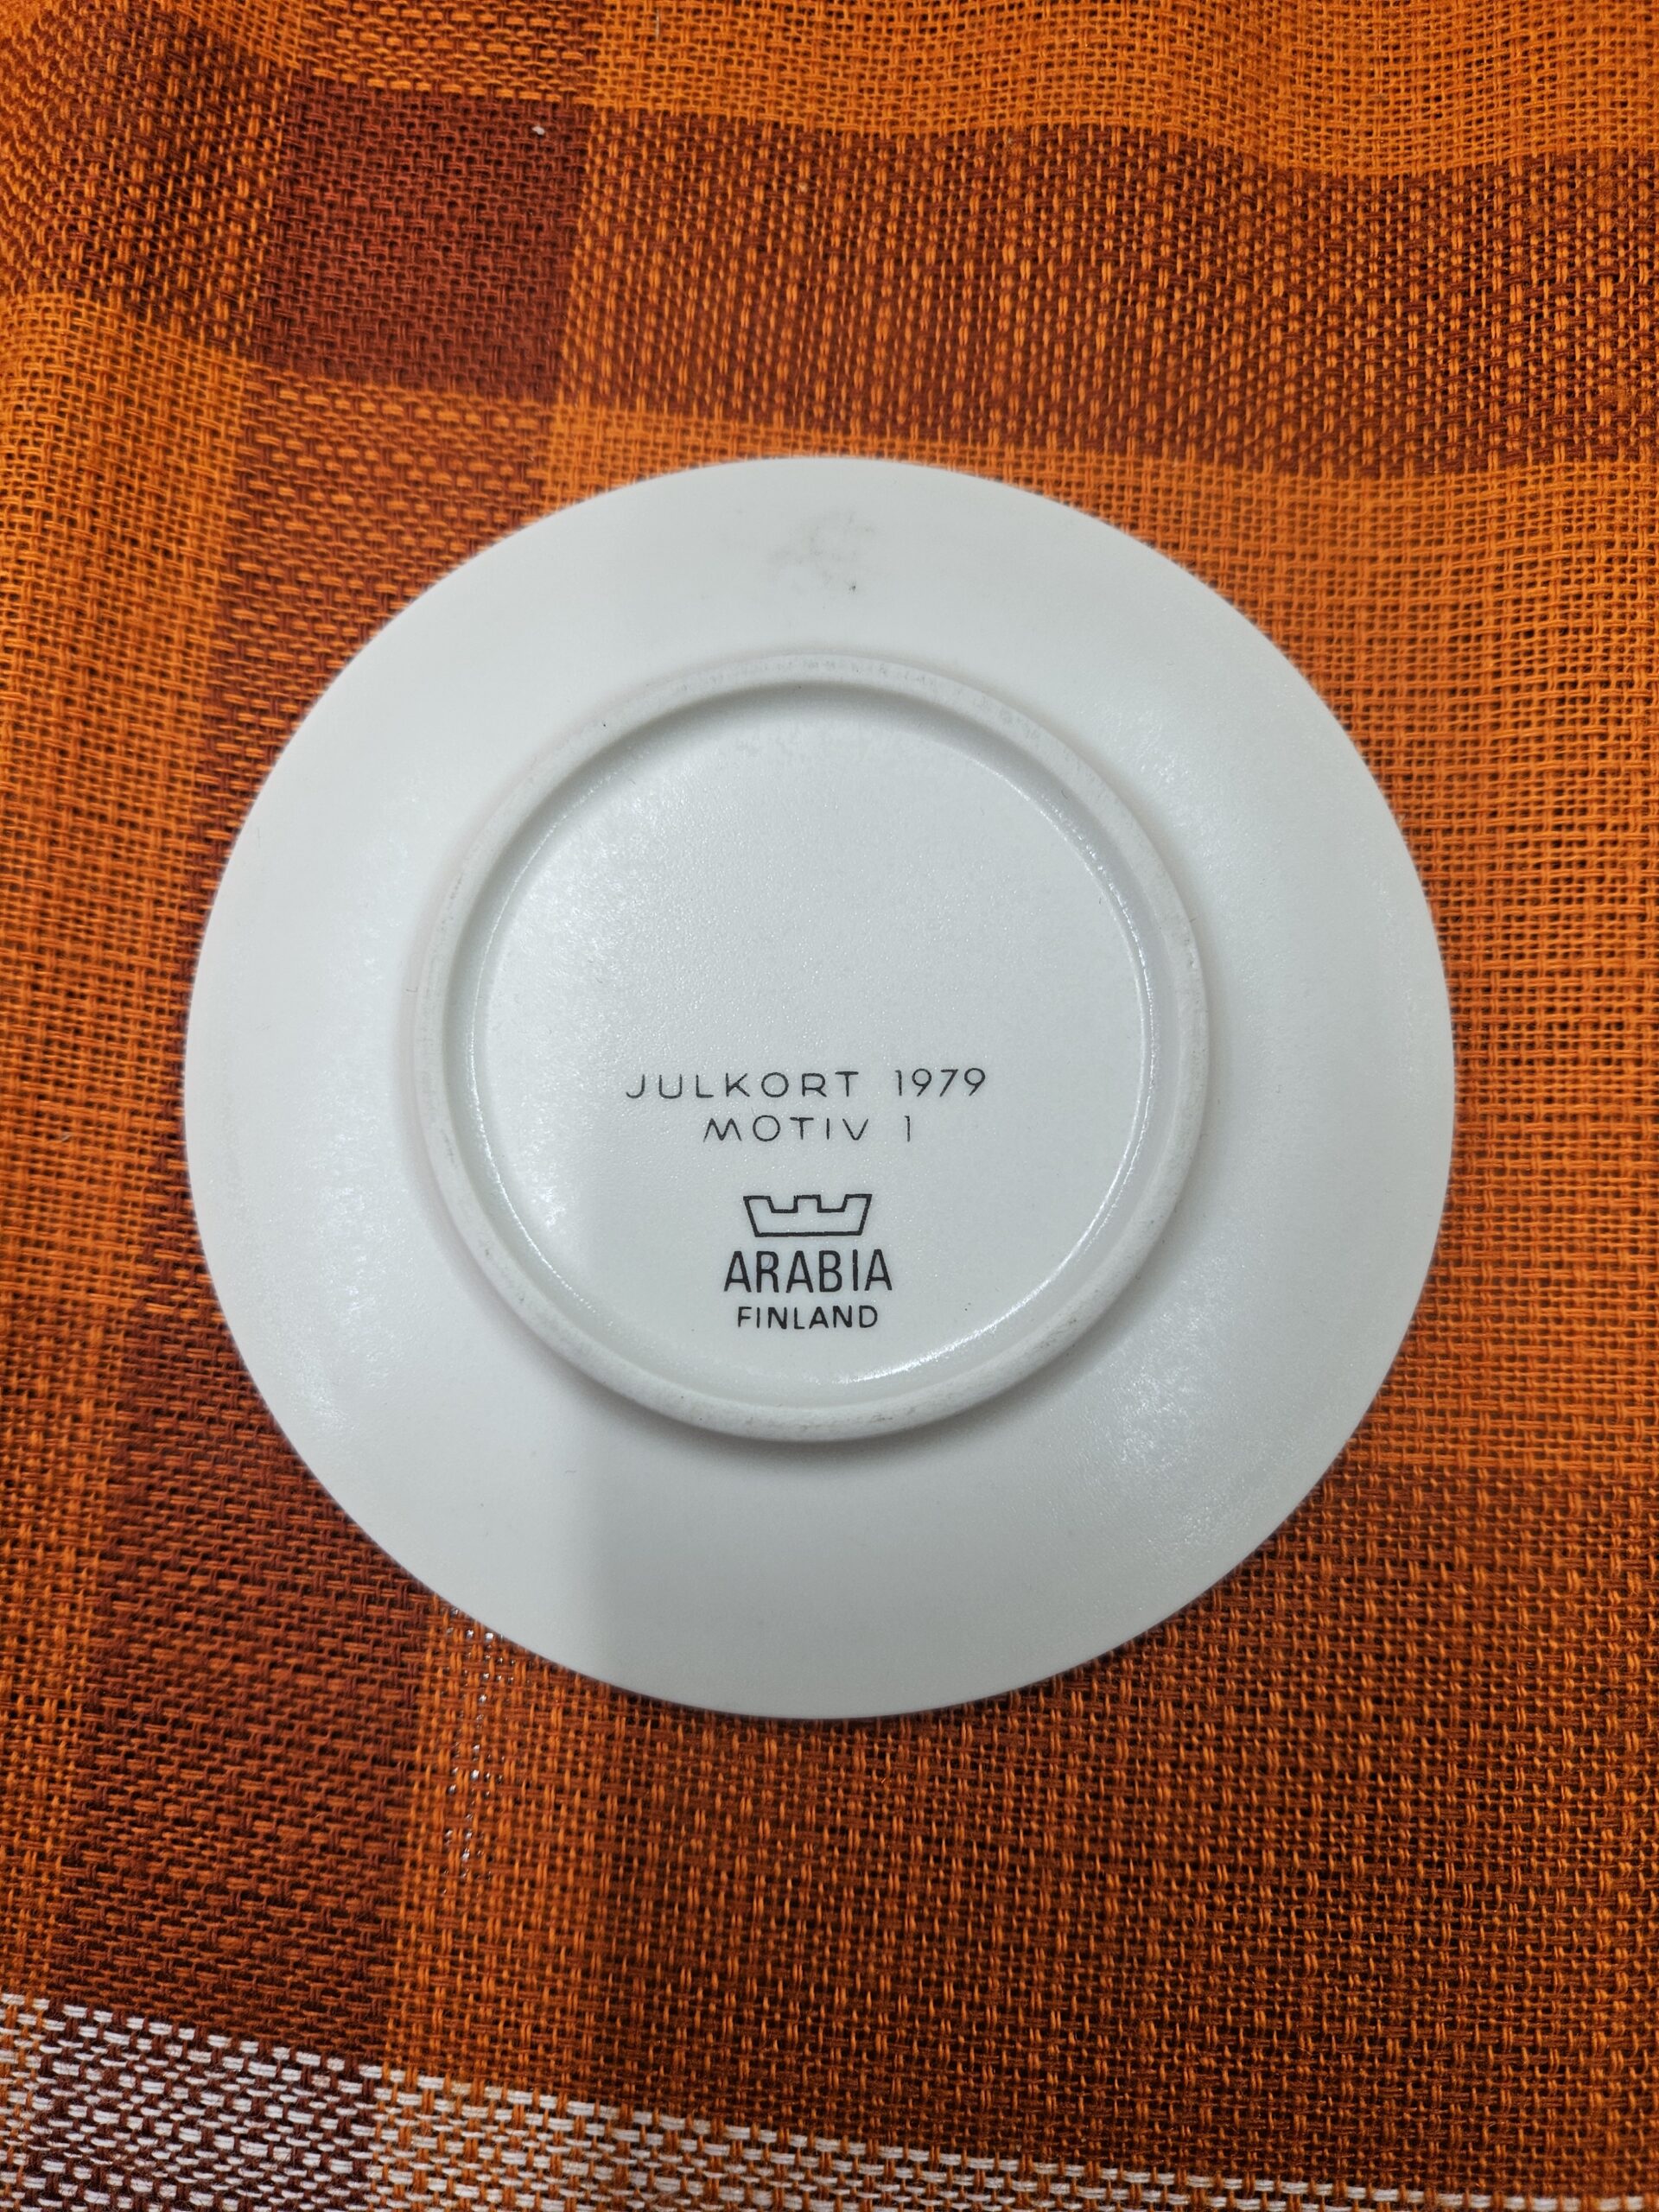 JULKORT 1979
MOTIV 1
ARABIA
FINLAND